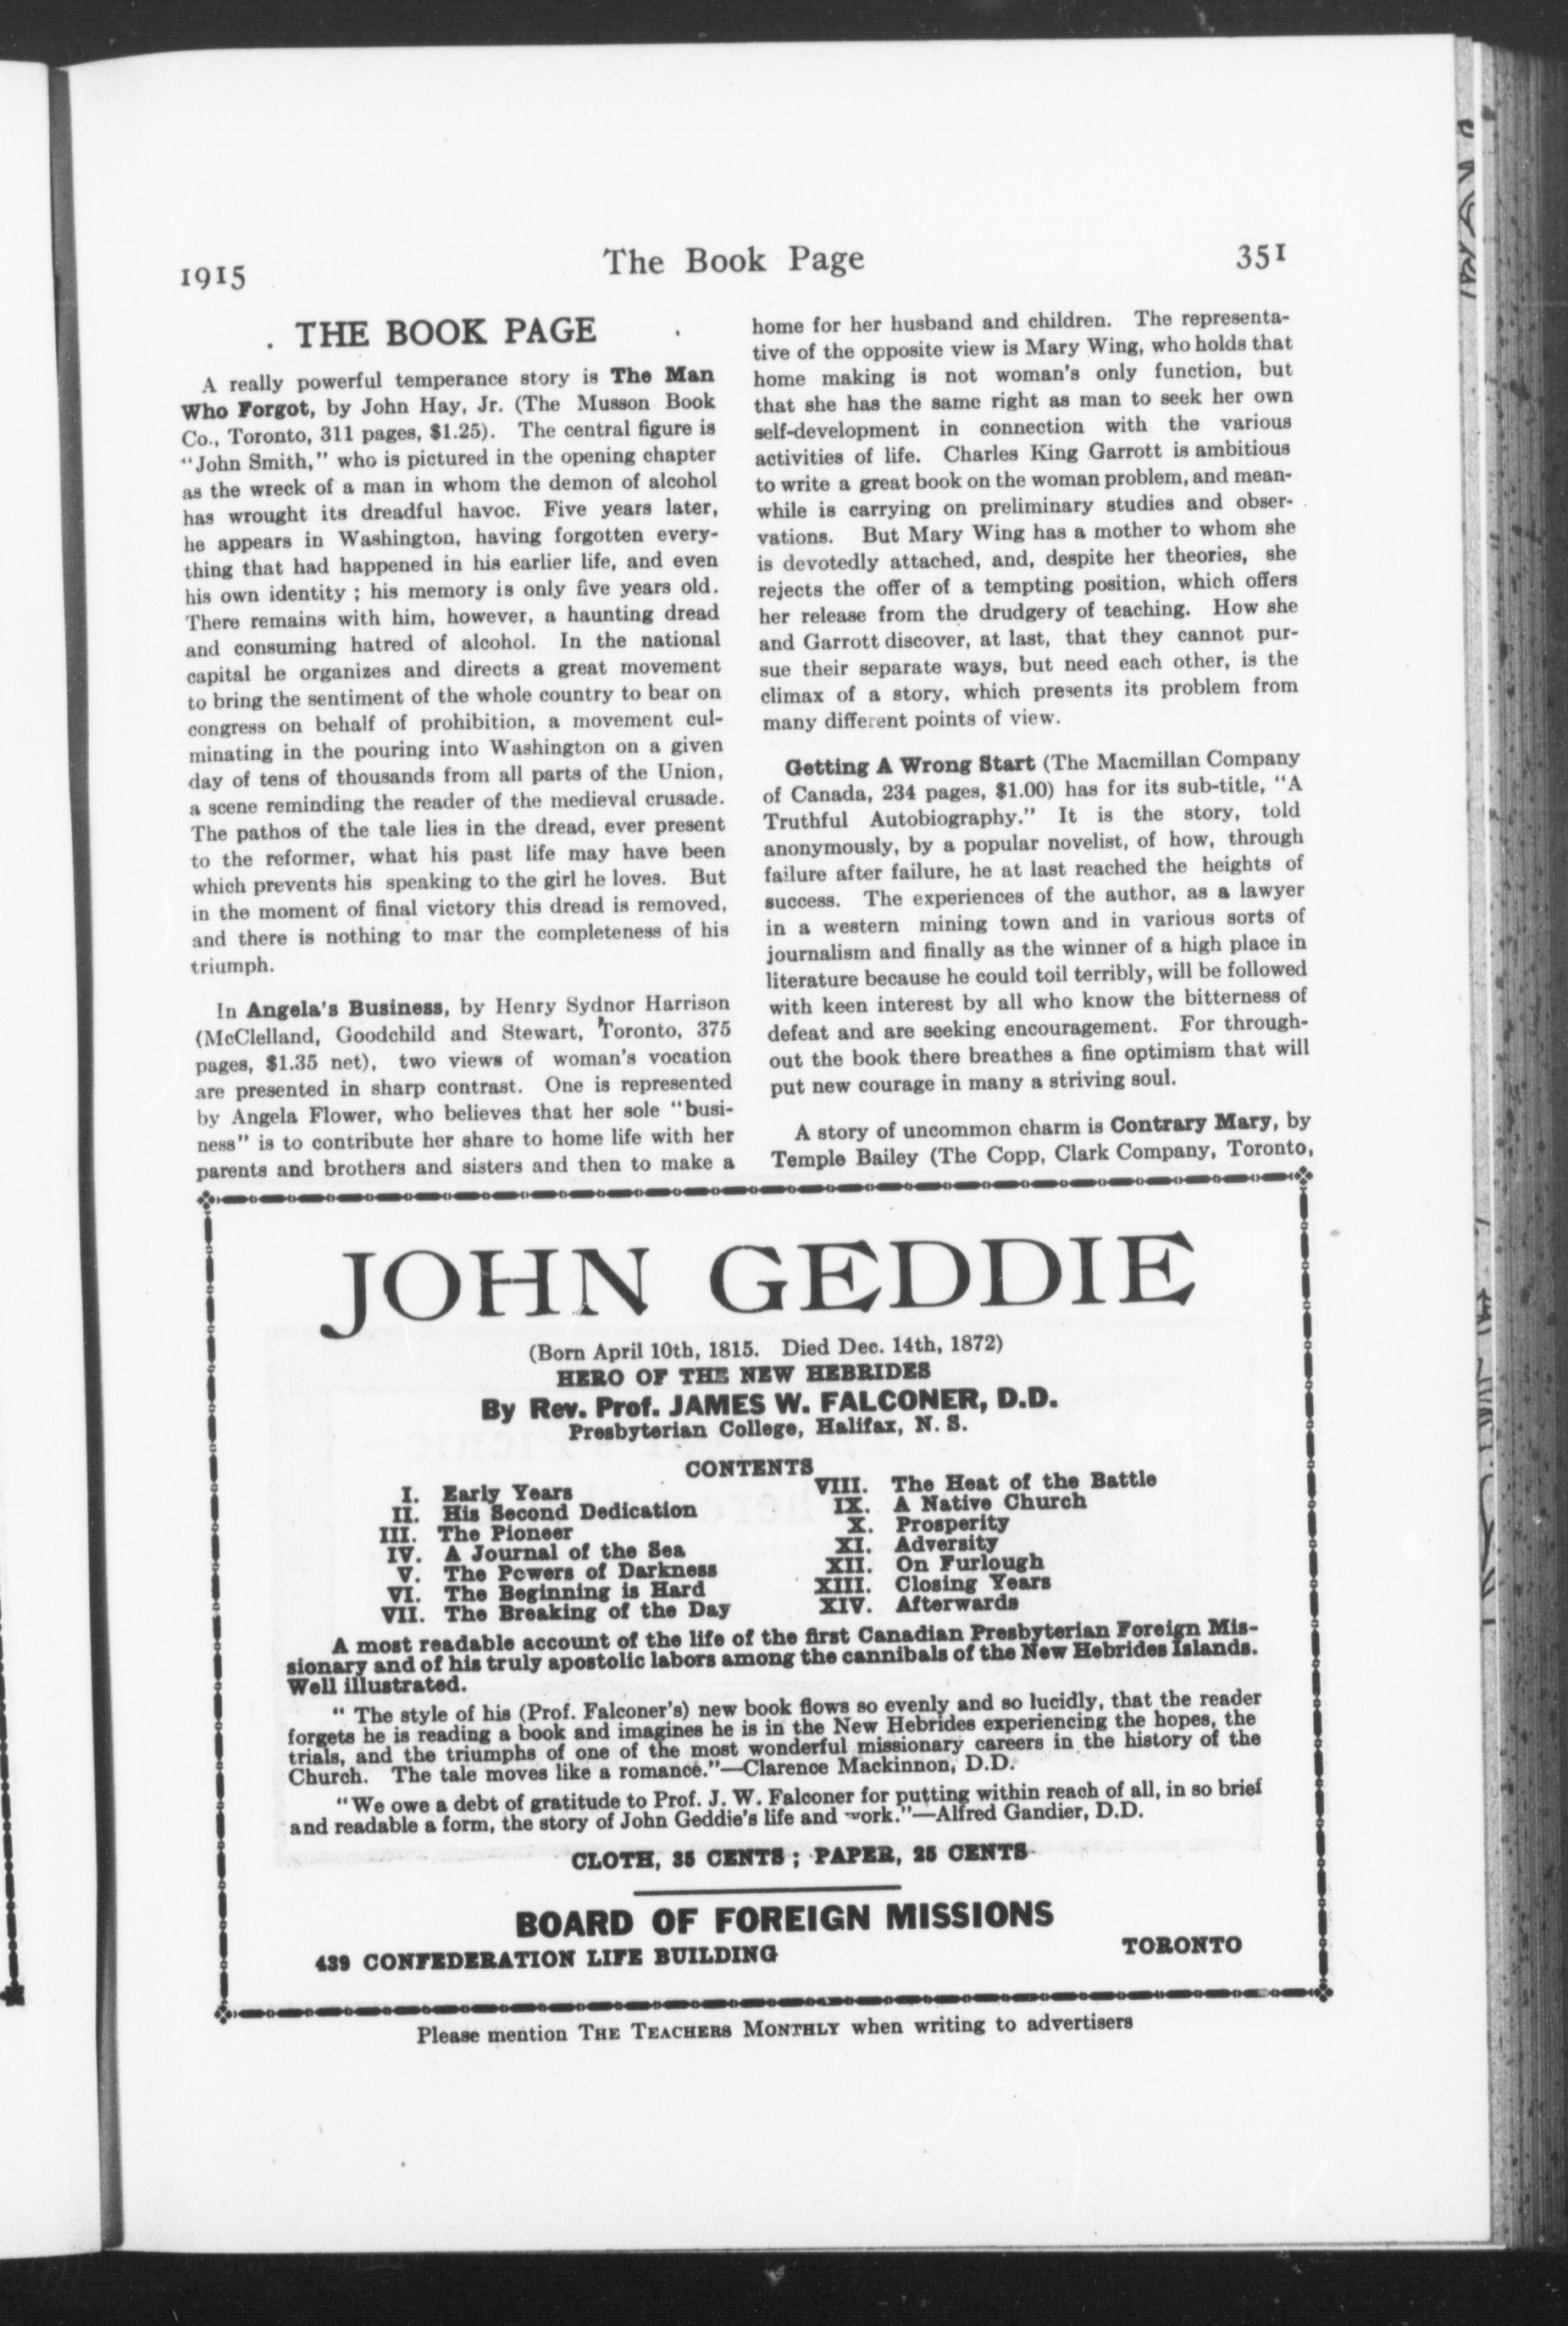 1915
The Book Page
351
THE BOOK PAGE
A really powerful temperance story is The Man
Who Forgot, by John Hay, Jr. (The Musson Book
Co., Toronto, 311 pages, $1.25). The central figure is
"John Smith," who is pictured in the opening chapter
as the wreck of a man in whom the demon of alcohol
has wrought its dreadful havoc. Five years later,
he appears in Washington, having forgotten every-
thing that had happened in his earlier life, and even
his own identity ; his memory is only five years old.
There remains with him, however, a haunting dread
and consuming hatred of alcohol. In the national
capital he organizes and directs a great movement
to bring the sentiment of the whole country to bear on
congress on behalf of prohibition, a movement cul-
minating in the pouring into Washington on a given
day of tens of thousands from all parts of the Union,
a scene reminding the reader of the medieval crusade.
The pathos of the tale lies in the dread, ever present
to the reformer, what his past life may have been
which prevents his speaking to the girl he loves. But
in the moment of final victory this dread is removed,
and there is nothing to mar the completeness of his
triumph.
In Angela's Business, by Henry Sydnor Harrison
(McClelland, Goodchild and Stewart, Toronto, 375
pages, $1.35 net), two views of woman's vocation
are presented in sharp contrast. One is represented
by Angela Flower, who believes that her sole "busi-
ness" is to contribute her share to home life with her
parents and brothers and sisters and then to make a
home for her husband and children. The representa-
tive of the opposite view is Mary Wing, who holds that
home making is not woman's only function, but
that she has the same right as man to seek her own
self-development in connection with the various
activities of life. Charles King Garrott is ambitious
to write a great book on the woman problem, and mean-
while is carrying on preliminary studies and obser-
vations. But Mary Wing has a mother to whom she
is devotedly attached, and, despite her theories, she
rejects the offer of a tempting position, which offers
her release from the drudgery of teaching. How she
and Garrott discover, at last, that they cannot pur-
sue their separate ways, but need each other, is the
climax of a story, which presents its problem from
many different points of view.
Getting A Wrong Start (The Macmillan Company
of Canada, 234 pages, $1.00) has for its sub-title, "A
Truthful Autobiography." It is the story, told
anonymously, by a popular novelist, of how, through
failure after failure, he at last reached the heights of
success. The experiences of the author, as a lawyer
in a western mining town and in various sorts of
journalism and finally as the winner of a high place in
literature because he could toil terribly, will be followed
with keen interest by all who know the bitterness of
defeat and are seeking encouragement. For through-
out the book there breathes a fine optimism that will
put new courage in many a striving soul.
A story of uncommon charm is Contrary Mary, by
Temple Bailey (The Copp, Clark Company, Toronto,
JOHN GEDDIE
(Born April 10th, 1815. Died Dec. 14th, 1872)
HERO OF THE NEW HEBRIDES
By Rev. Prof. JAMES W. FALCONER, D.D.
Presbyterian College, Halifax, N. S.
CONTENTS
I. Early Years
II. His Second Dedication
III. The Pioneer
IV. A Journal of the Sea
V. The Powers of Darkness
VI. The Beginning is Hard
VII. The Breaking of the Day
VIII. The Heat of the Battle
IX. A Native Church
X. Prosperity
XI. Adversity
XII. On Furlough
XIII. Closing Years
XIV. Afterwards
A most readable account of the life of the first Canadian Presbyterian Foreign Mis-
sionary and of his truly apostolic labors among the cannibals of the New Hebrides Islands.
Well illustrated.
" The style of his (Prof. Falconer's) new book flows so evenly and so lucidly, that the reader
forgets he is reading a book and imagines he is in the New Hebrides experiencing the hopes, the
trials, and the triumphs of one of the most wonderful missionary careers in the history of the
Church. The tale moves like a romance."—Clarence Mackinnon, D.D.
"We owe a debt of gratitude to Prof. J. W. Falconer for putting within reach of all, in so brief
and readable a form, the story of John Geddie's life and work."—Alfred Gandier, D.D.
CLOTH, 35 CENTS ; PAPER, 25 CENTS
BOARD OF FOREIGN MISSIONS
439 CONFEDERATION LIFE BUILDING
TORONTO
Please mention THE TEACHERS MONTHLY when writing to advertisers